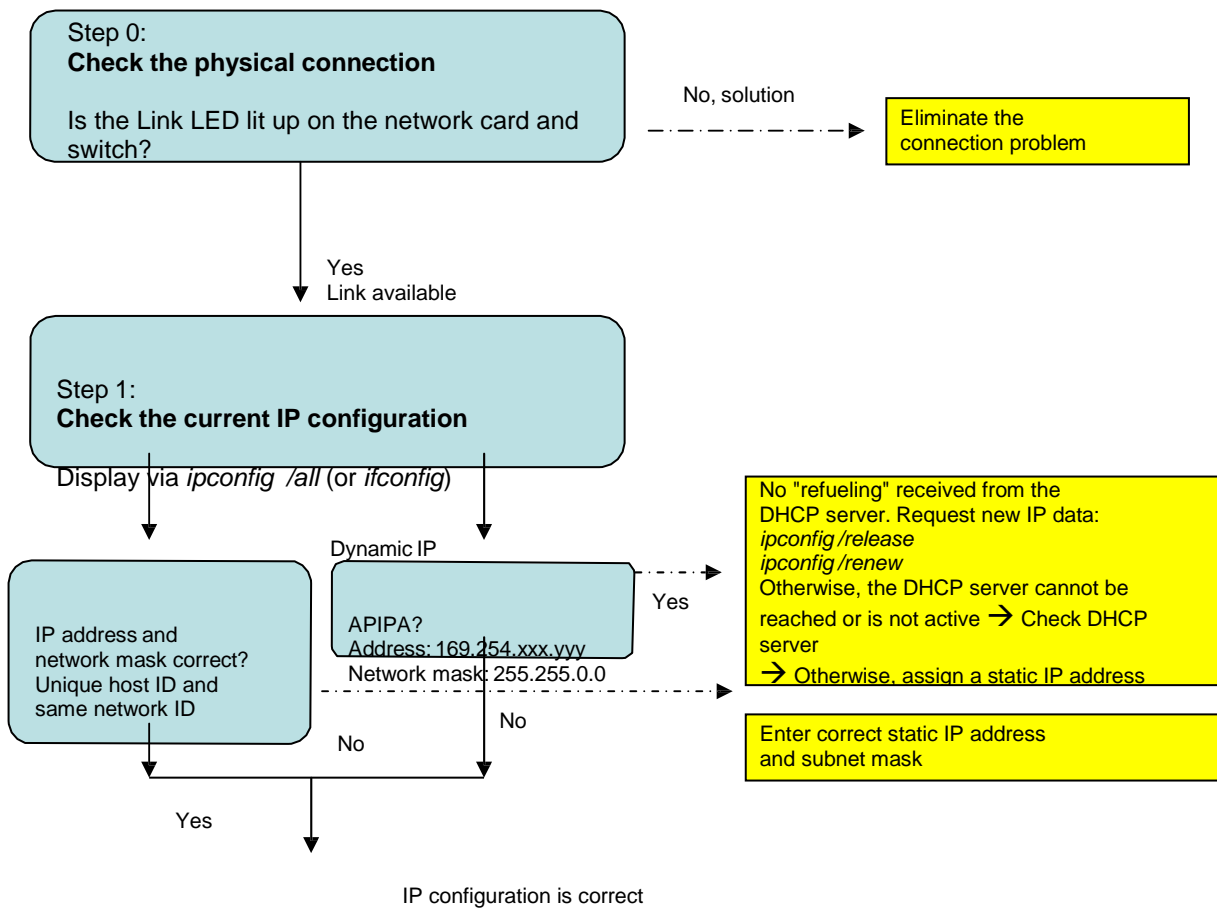 Step 0:
Check the physical connection
Is the Link LED lit up on the network card and
switch?
No, solution
Eliminate the
connection problem
Yes
Link available
Step 1:
Check the current IP configuration
Display via ipconfig /all (or ifconfig)
Dynamic IP
IP address and
network mask correct?
Unique host ID and
same network ID
APIPA?
Address: 169.254.xxx.yyy
Network mask: 255.255.0.0
Yes
No "refueling" received from the
DHCP server. Request new IP data:
ipconfig /release
ipconfig /renew
Otherwise, the DHCP server cannot be
reached or is not active → Check DHCP
server
→ Otherwise, assign a static IP address
No
No
Enter correct static IP address
and subnet mask
Yes
IP configuration is correct